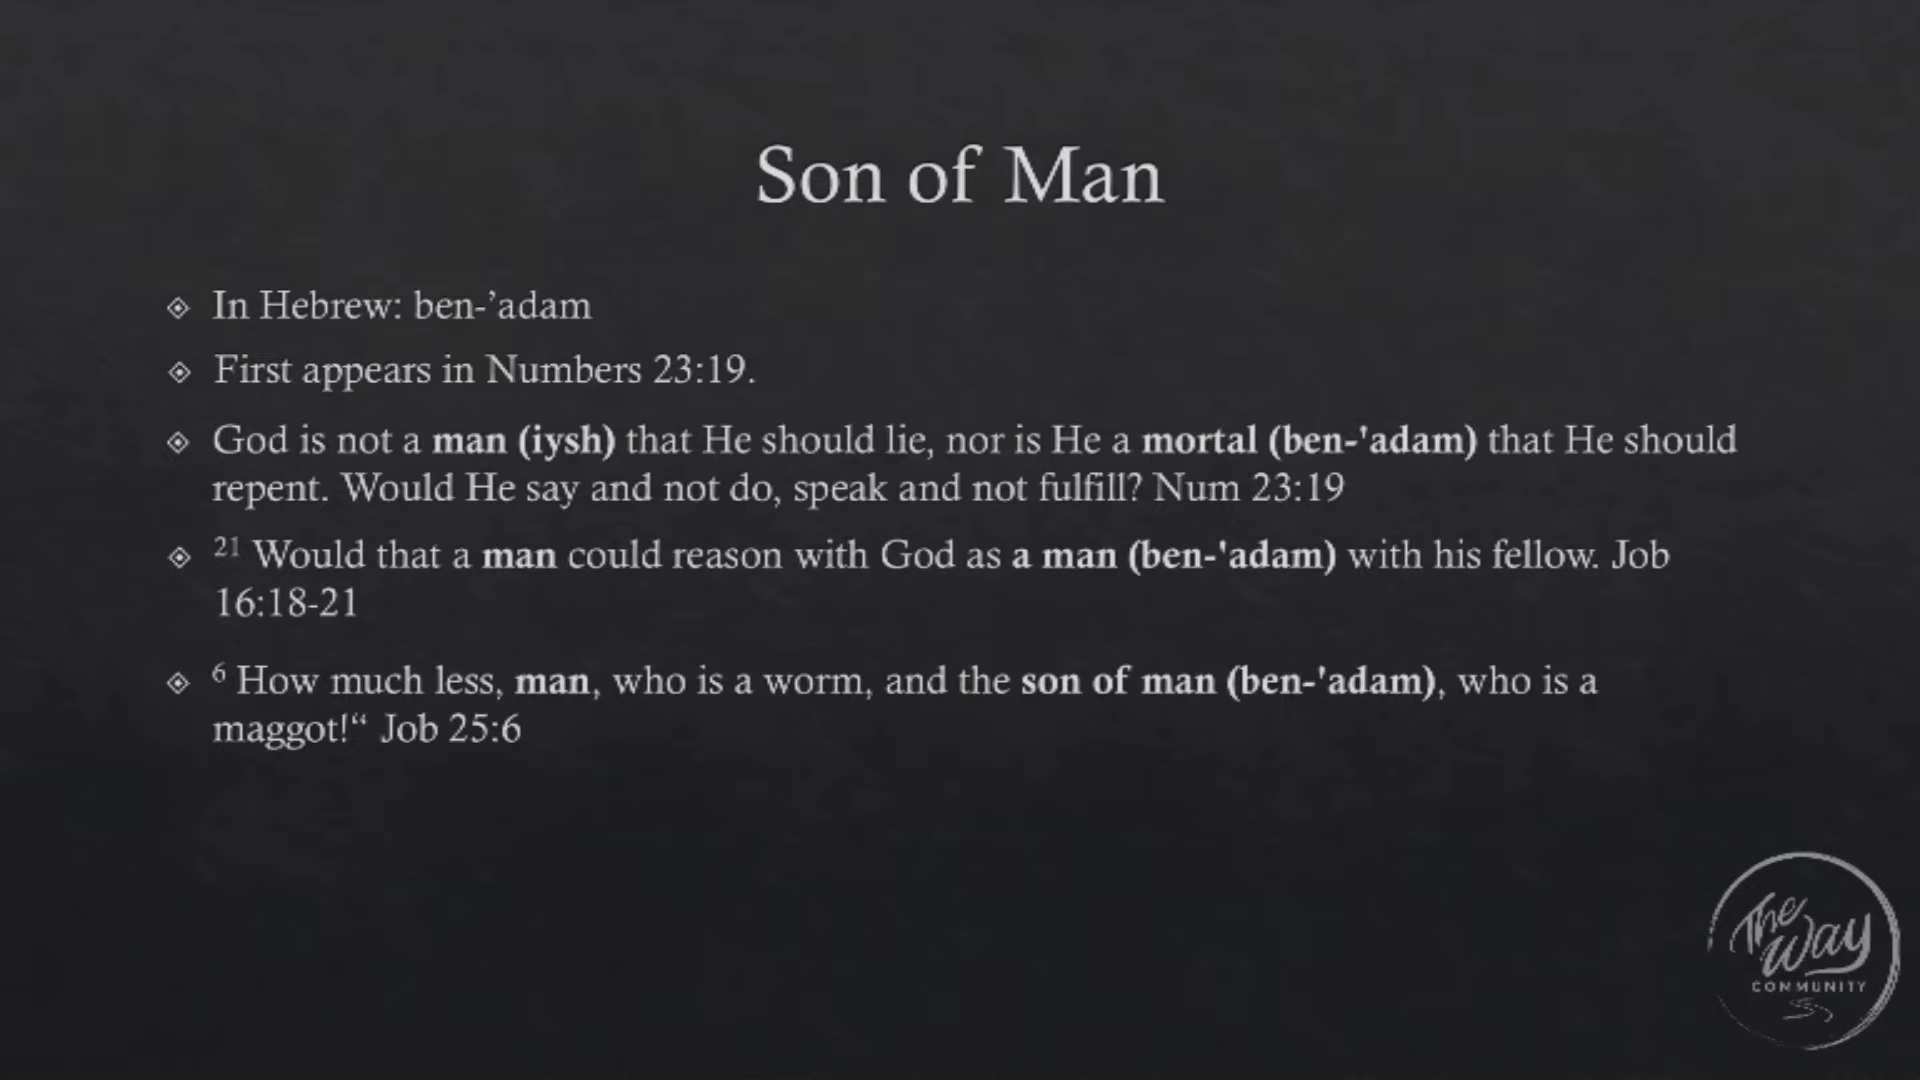 Son of Man
In Hebrew: ben-’adam
First appears in Numbers 23:19.
God is not a man (iysh) that He should lie, nor is He a mortal (ben-'adam) that He should
repent. Would He say and not do, speak and not fulfill? Num 23:19
21 Would that a man could reason with God as a man (ben-'adam) with his fellow. Job
16:18-21
6 How much less, man, who is a worm, and the son of man (ben-'adam), who is a
maggot!“ Job 25:6
The
Way
COMMUNITY